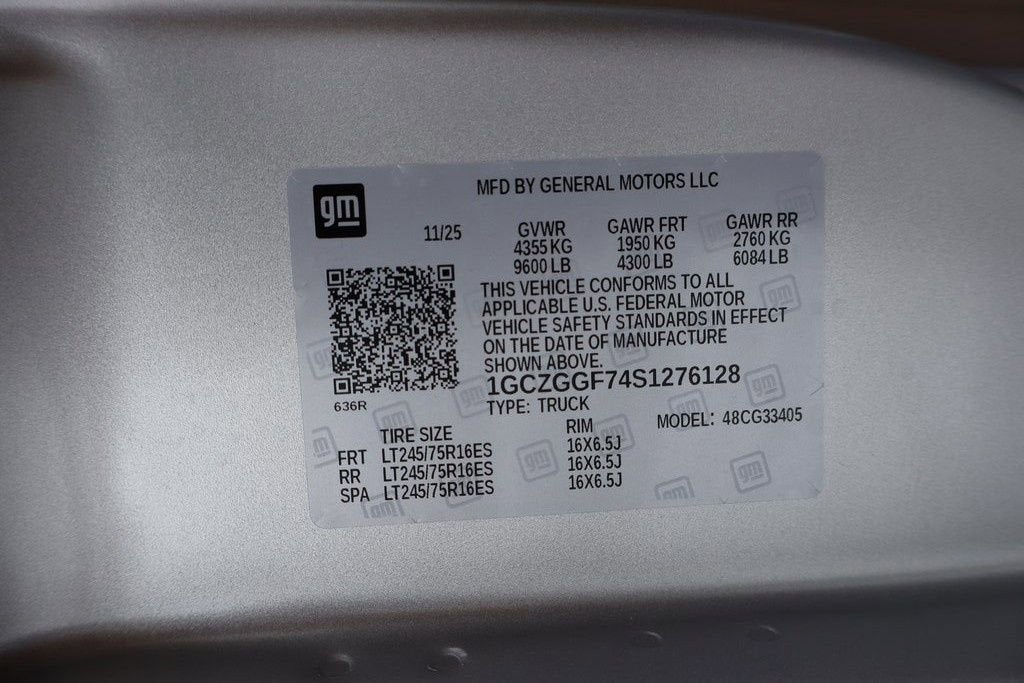 gm
MFD BY GENERAL MOTORS LLC
11/25
GVWR GAWR FRT GAWR RR
4355 KG 1950 KG 2760 KG
9600 LB 4300 LB 6084 LB
THIS VEHICLE CONFORMS TO ALL
APPLICABLE U.S. FEDERAL MOTOR
VEHICLE SAFETY STANDARDS IN EFFECT
ON THE DATE OF MANUFACTURE
SHOWN ABOVE.
1GCZGGF74S1276128
636R
TYPE: TRUCK
MODEL: 48CG33405
TIRE SIZE RIM
FRT LT245/75R16ES 16X6.5J
RR LT245/75R16ES 16X6.5J
SPA LT245/75R16ES 16X6.5J